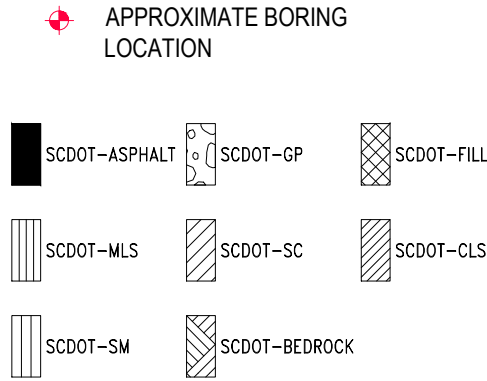 APPROXIMATE BORING
LOCATION
SCDOT-ASPHALT SCDOT-GP SCDOT-FILL
SCDOT-MLS SCDOT-SC SCDOT-CLS
SCDOT-SM SCDOT-BEDROCK